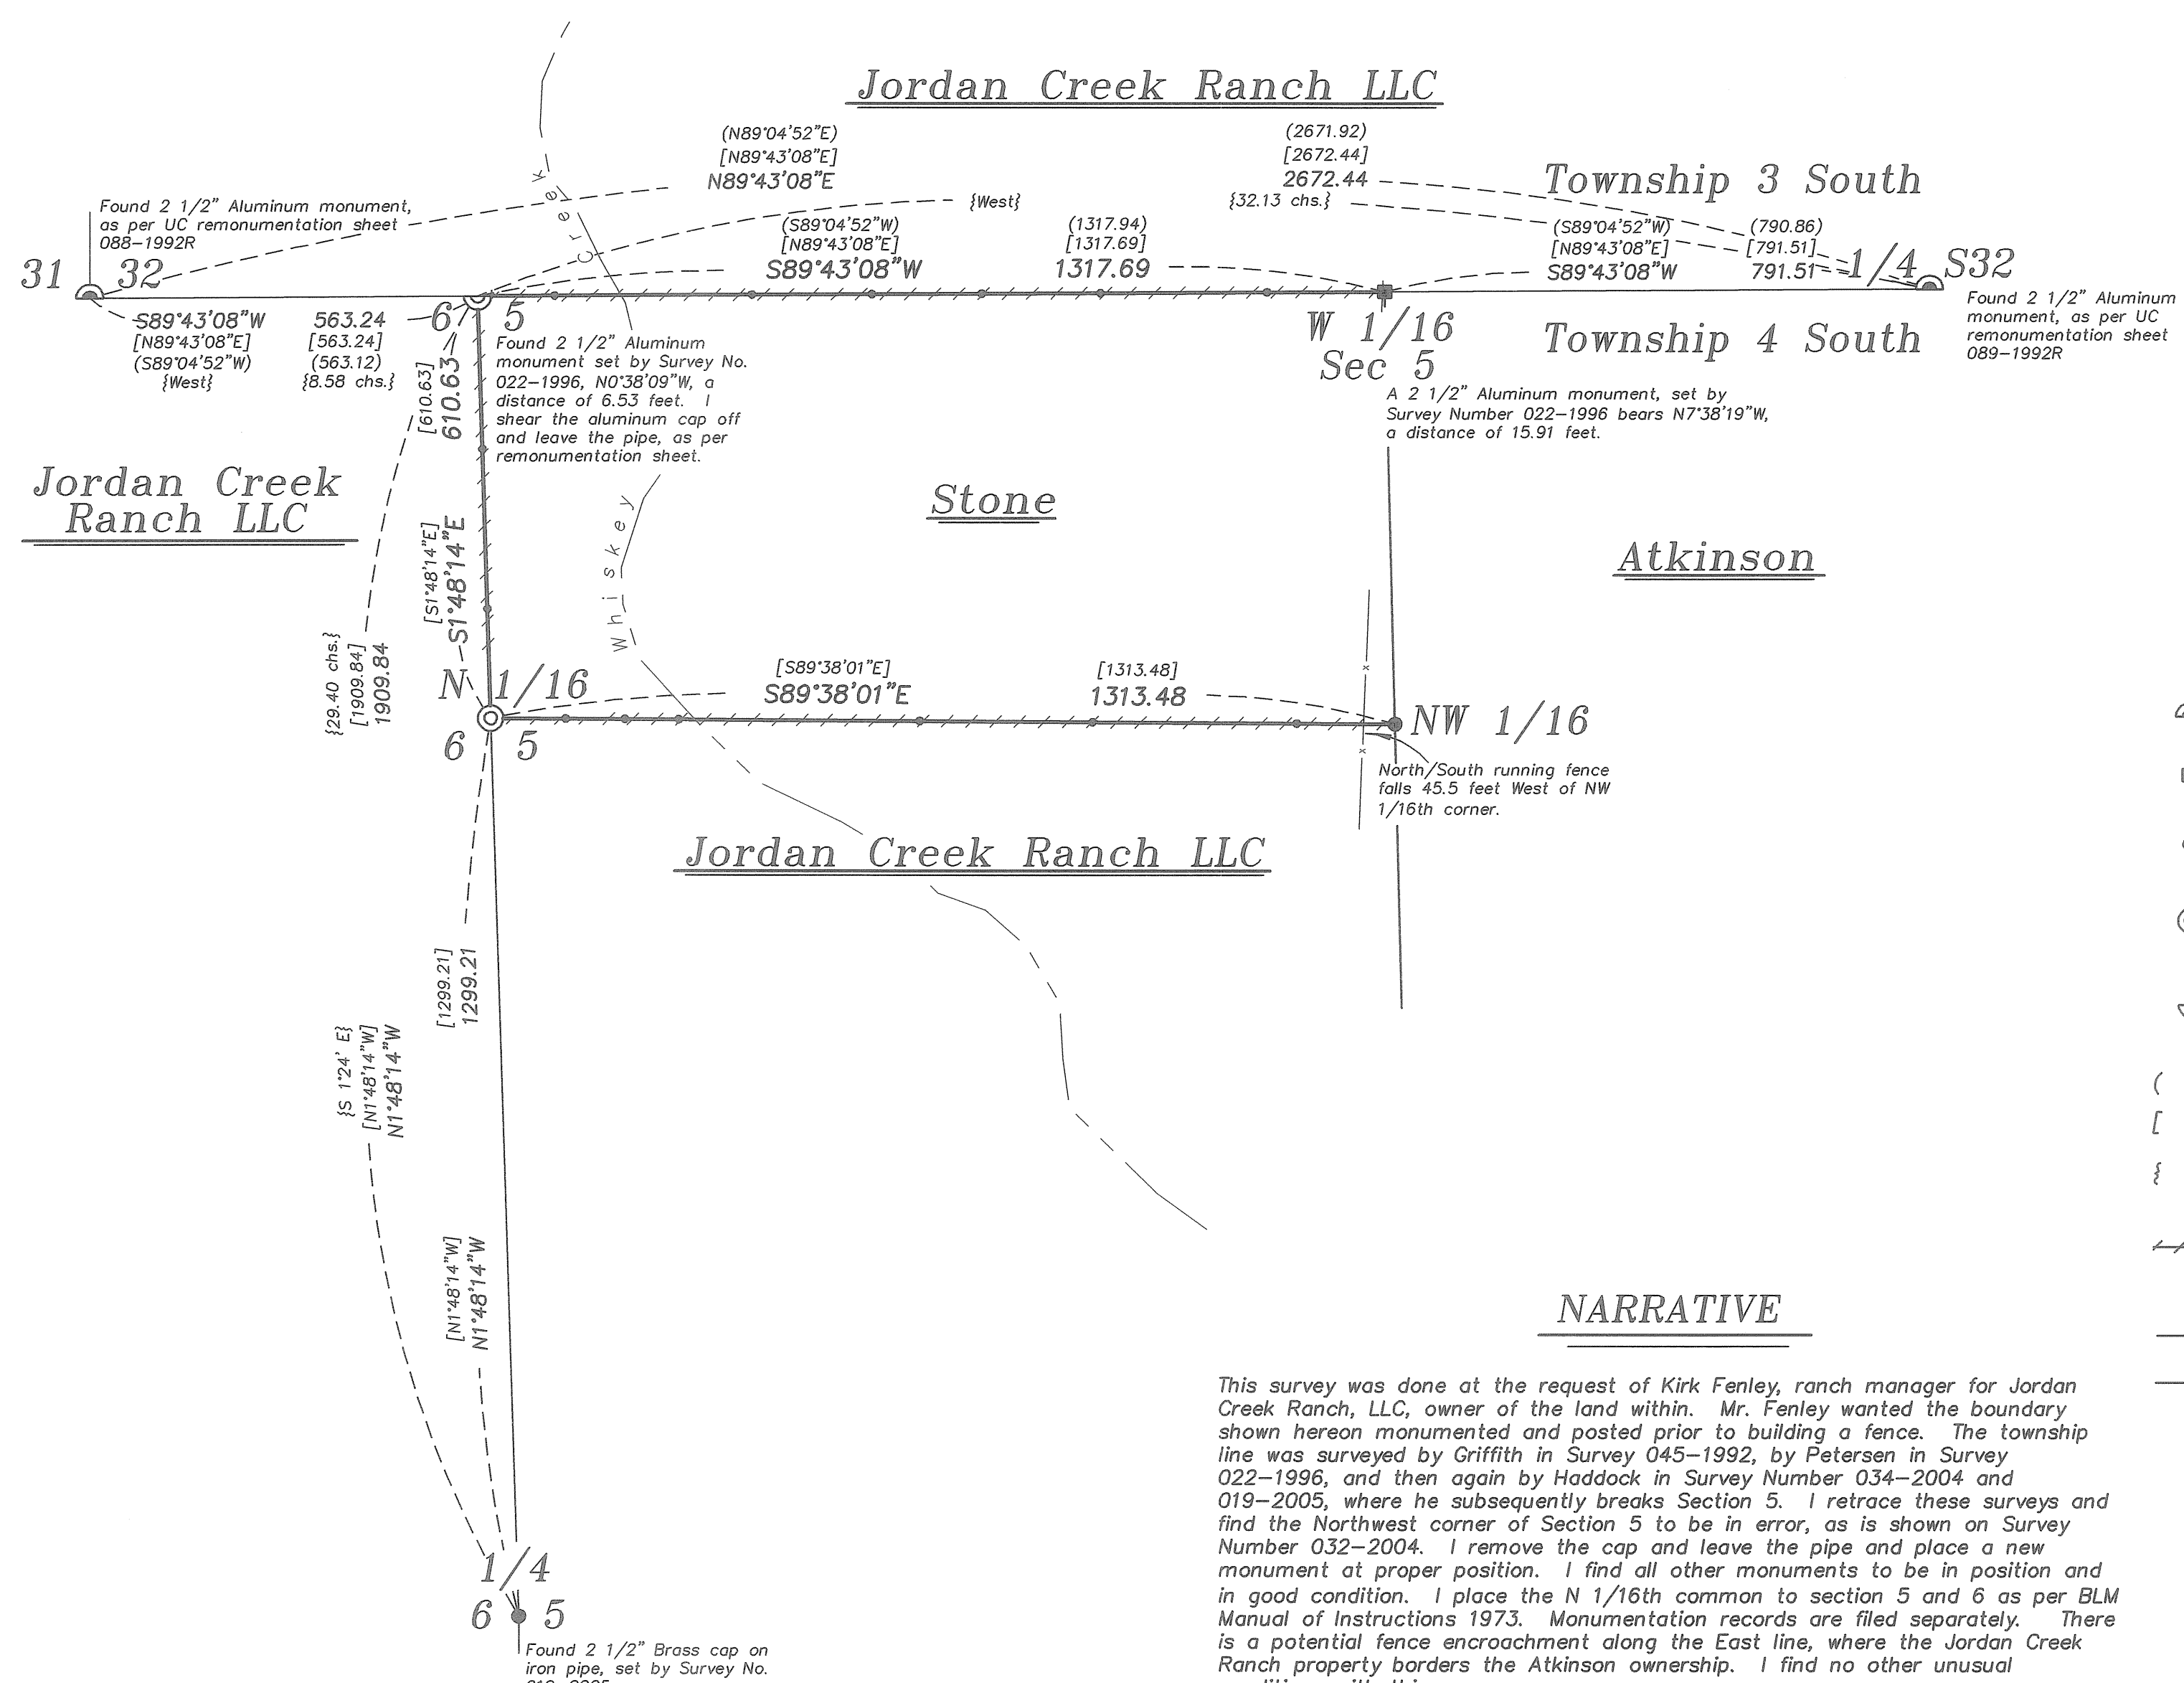 Jordan Creek Ranch LLC
(N89°04'52"E)
[N89°43'08"E]
N89°43'08"E
(2671.92)
[2672.44]
2672.44
{32.13 chs.}
{West}
Township 3 South
Found 2 1/2" Aluminum monument,
as per UC remonumentation sheet
088-1992R
Creek
(S89°04'52"W)
[N89°43'08"E]
S89°43'08"W
(1317.94)
[1317.69]
1317.69
(S89°04'52"W)
[N89°43'08"E]
S89°43'08"W
(790.86)
[791.51]
791.51
31 32
1/4 S32
Found 2 1/2" Aluminum
monument, as per UC
remonumentation sheet
089-1992R
S89°43'08"W 563.24
[N89°43'08"E] [563.24]
(S89°04'52"W) (563.12)
{West} {8.58 chs.}
6 5
Found 2 1/2" Aluminum
monument set by Survey No.
022-1996, N0°38'09"W, a
distance of 6.53 feet. I
shear the aluminum cap off
and leave the pipe, as per
remonumentation sheet.
W 1/16
Sec 5
Township 4 South
A 2 1/2" Aluminum monument, set by
Survey Number 022-1996 bears N7°38'19"W,
a distance of 15.91 feet.
[610.63]
610.63
Jordan Creek
Ranch LLC
Stone
Atkinson
[S1°48'14"E]
S1°48'14"E
Whiskey
{29.40 chs.}
[1909.84]
1909.84
N 1/16
6 5
[S89°38'01"E]
S89°38'01"E
[1313.48]
1313.48
NW 1/16
North/South running fence
falls 45.5 feet West of NW
1/16th corner.
Jordan Creek Ranch LLC
[1299.21]
1299.21
{S 1°24' E}
[N1°48'14"W]
N1°48'14"W
[N1°48'14"W]
N1°48'14"W
1/4
6 5
Found 2 1/2" Brass cap on
iron pipe, set by Survey No.
NARRATIVE
This survey was done at the request of Kirk Fenley, ranch manager for Jordan
Creek Ranch, LLC, owner of the land within. Mr. Fenley wanted the boundary
shown hereon monumented and posted prior to building a fence. The township
line was surveyed by Griffith in Survey 045-1992, by Petersen in Survey
022-1996, and then again by Haddock in Survey Number 034-2004 and
019-2005, where he subsequently breaks Section 5. I retrace these surveys and
find the Northwest corner of Section 5 to be in error, as is shown on Survey
Number 032-2004. I remove the cap and leave the pipe and place a new
monument at proper position. I find all other monuments to be in position and
in good condition. I place the N 1/16th common to section 5 and 6 as per BLM
Manual of Instructions 1973. Monumentation records are filed separately. There
is a potential fence encroachment along the East line, where the Jordan Creek
Ranch property borders the Atkinson ownership. I find no other unusual